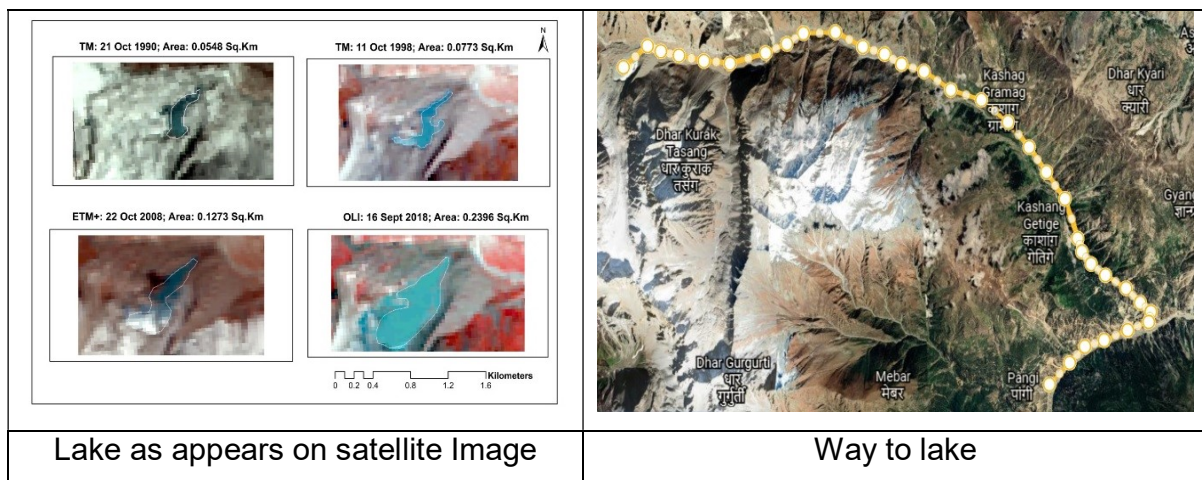 TM: 21 Oct 1990; Area: 0.0548 Sq.Km
TM: 11 Oct 1998; Area: 0.0773 Sq.Km
N
ETM+: 22 Oct 2008; Area: 0.1273 Sq.Km
OLI: 16 Sept 2018; Area: 0.2396 Sq.Km
Kilometers
0 0.2 0.4 0.8 1.2 1.6
Kashag
Gramag
काशाग
Dhar Kyari
धार
क्यारी
Dhar Kurak
Tasang
धार कुराक
तसंग
Kashang
Getige
काशांग
गेतिगे
Dhar Gurgurti
धार
गुर्गुर्ती
Mebar
मेबर
Pangi
पांगी
Lake as appears on satellite Image
Way to lake